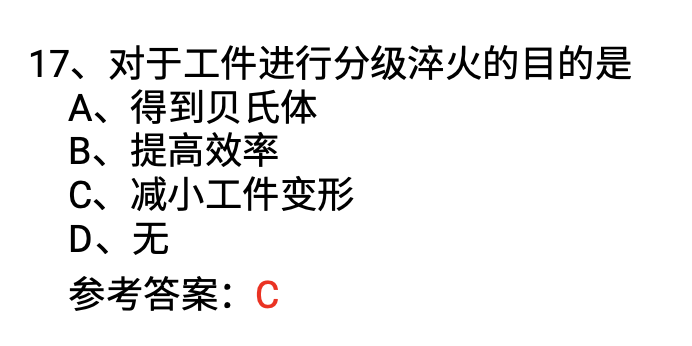 17、对于工件进行分级淬火的目的是
A、得到贝氏体
B、提高效率
C、减小工件变形
D、无
参考答案：C